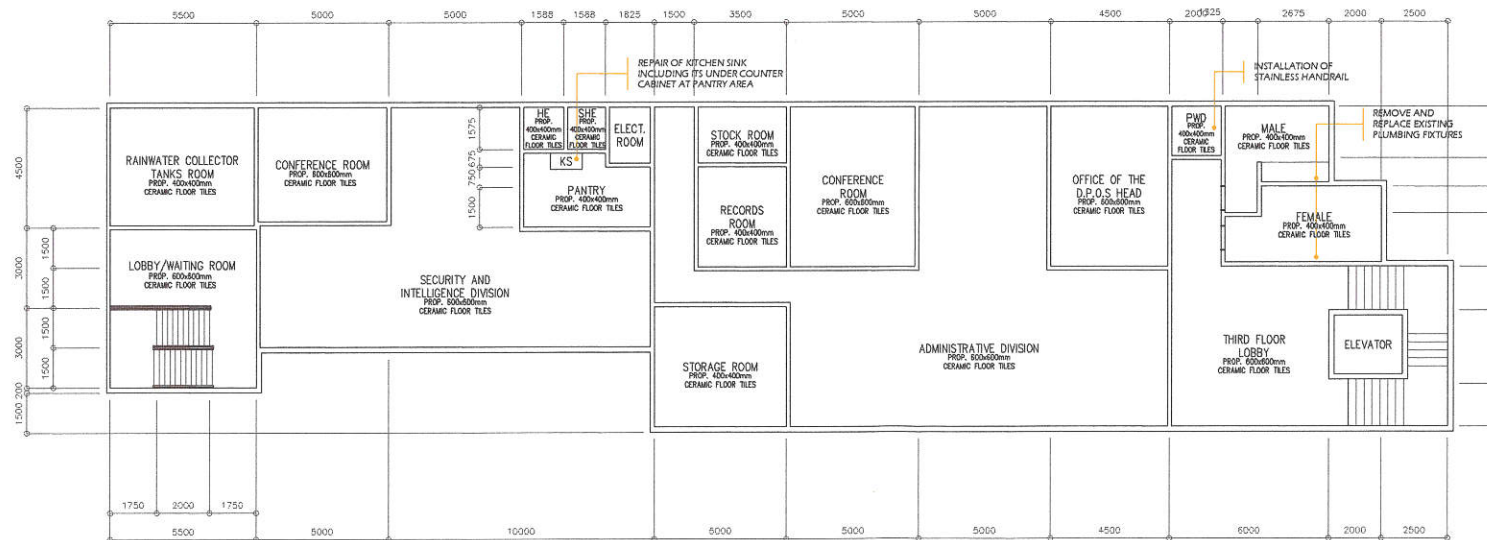 5500 5000 5000 1588 1588 1825 1500 3500 5000 5000 4500 2000 1325 2675 2000 2500
REPAIR OF KITCHEN SINK
INCLUDING ITS UNDER COUNTER
CABINET AT PANTRY AREA
INSTALLATION OF
STAINLESS HANDRAIL
REMOVE AND
REPLACE EXISTING
PLUMBING FIXTURES
4500
3000
3000
200
1500
1500
1500
1500
1500
1575
675
750
1500
RAINWATER COLLECTOR
TANKS ROOM
PROP. 400x400mm
CERAMIC FLOOR TILES
CONFERENCE ROOM
PROP. 600x600mm
CERAMIC FLOOR TILES
HE
PROP.
400x400mm
CERAMIC
FLOOR TILES
SHE
PROP.
400x400mm
CERAMIC
FLOOR TILES
ELECT.
ROOM
KS
PANTRY
PROP. 400x400mm
CERAMIC FLOOR TILES
STOCK ROOM
PROP. 400x400mm
CERAMIC FLOOR TILES
RECORDS
ROOM
PROP. 400x400mm
CERAMIC FLOOR TILES
CONFERENCE
ROOM
PROP. 600x600mm
CERAMIC FLOOR TILES
OFFICE OF THE
D.P.O.S HEAD
PROP. 600x600mm
CERAMIC FLOOR TILES
PWD
PROP.
400x400mm
CERAMIC
FLOOR TILES
MALE
PROP. 400x400mm
CERAMIC FLOOR TILES
FEMALE
PROP. 400x400mm
CERAMIC FLOOR TILES
LOBBY/WAITING ROOM
PROP. 600x600mm
CERAMIC FLOOR TILES
SECURITY AND
INTELLIGENCE DIVISION
PROP. 600x600mm
CERAMIC FLOOR TILES
STORAGE ROOM
PROP. 400x400mm
CERAMIC FLOOR TILES
ADMINISTRATIVE DIVISION
PROP. 600x600mm
CERAMIC FLOOR TILES
THIRD FLOOR
LOBBY
PROP. 600x600mm
CERAMIC FLOOR TILES
ELEVATOR
1750 2000 1750
5500 5000 10000 5000 5000 5000 4500 6000 2000 2500